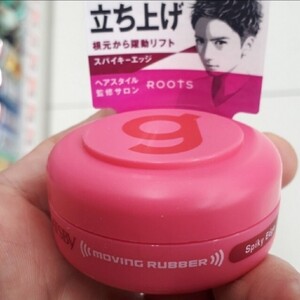 立ち上げ
根元から躍動リフト
スパイキーエッジ
ヘアスタイル
監修サロン
ROOTS
g
MOVING RUBBER
Spiky